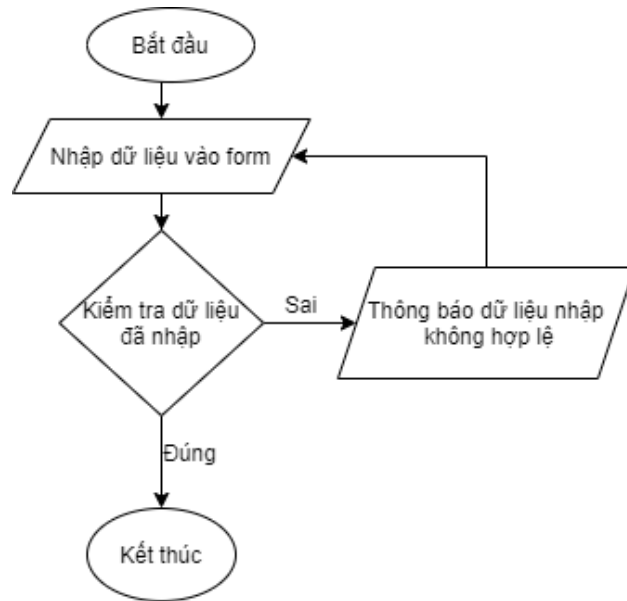 Bắt đầu
Nhập dữ liệu vào form
Kiểm tra dữ liệu
đã nhập
Sai
Thông báo dữ liệu nhập
không hợp lệ
Đúng
Kết thúc